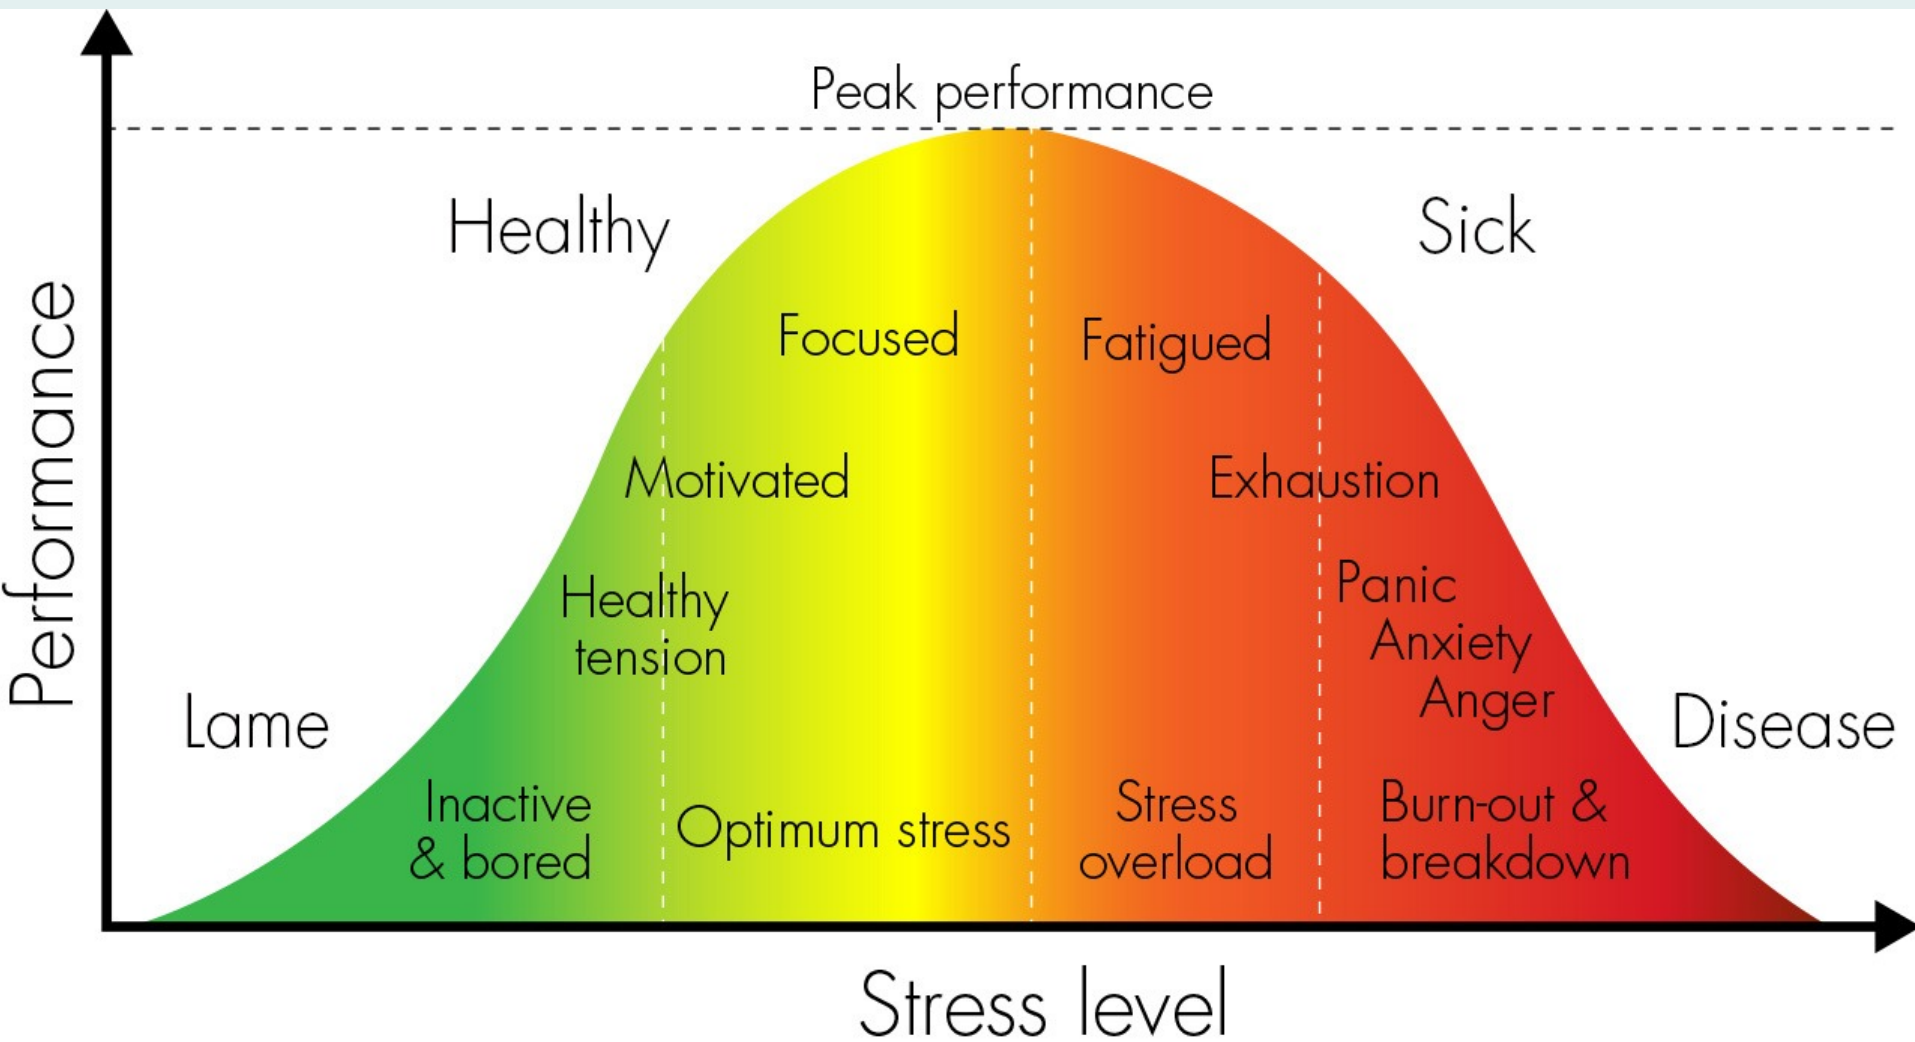 Peak performance
Healthy
Sick
Focused
Fatigued
Motivated
Exhaustion
Healthy
tension
Panic
Anxiety
Anger
Lame
Disease
Inactive
& bored
Optimum stress
Stress
overload
Burn-out &
breakdown
Performance
Stress level